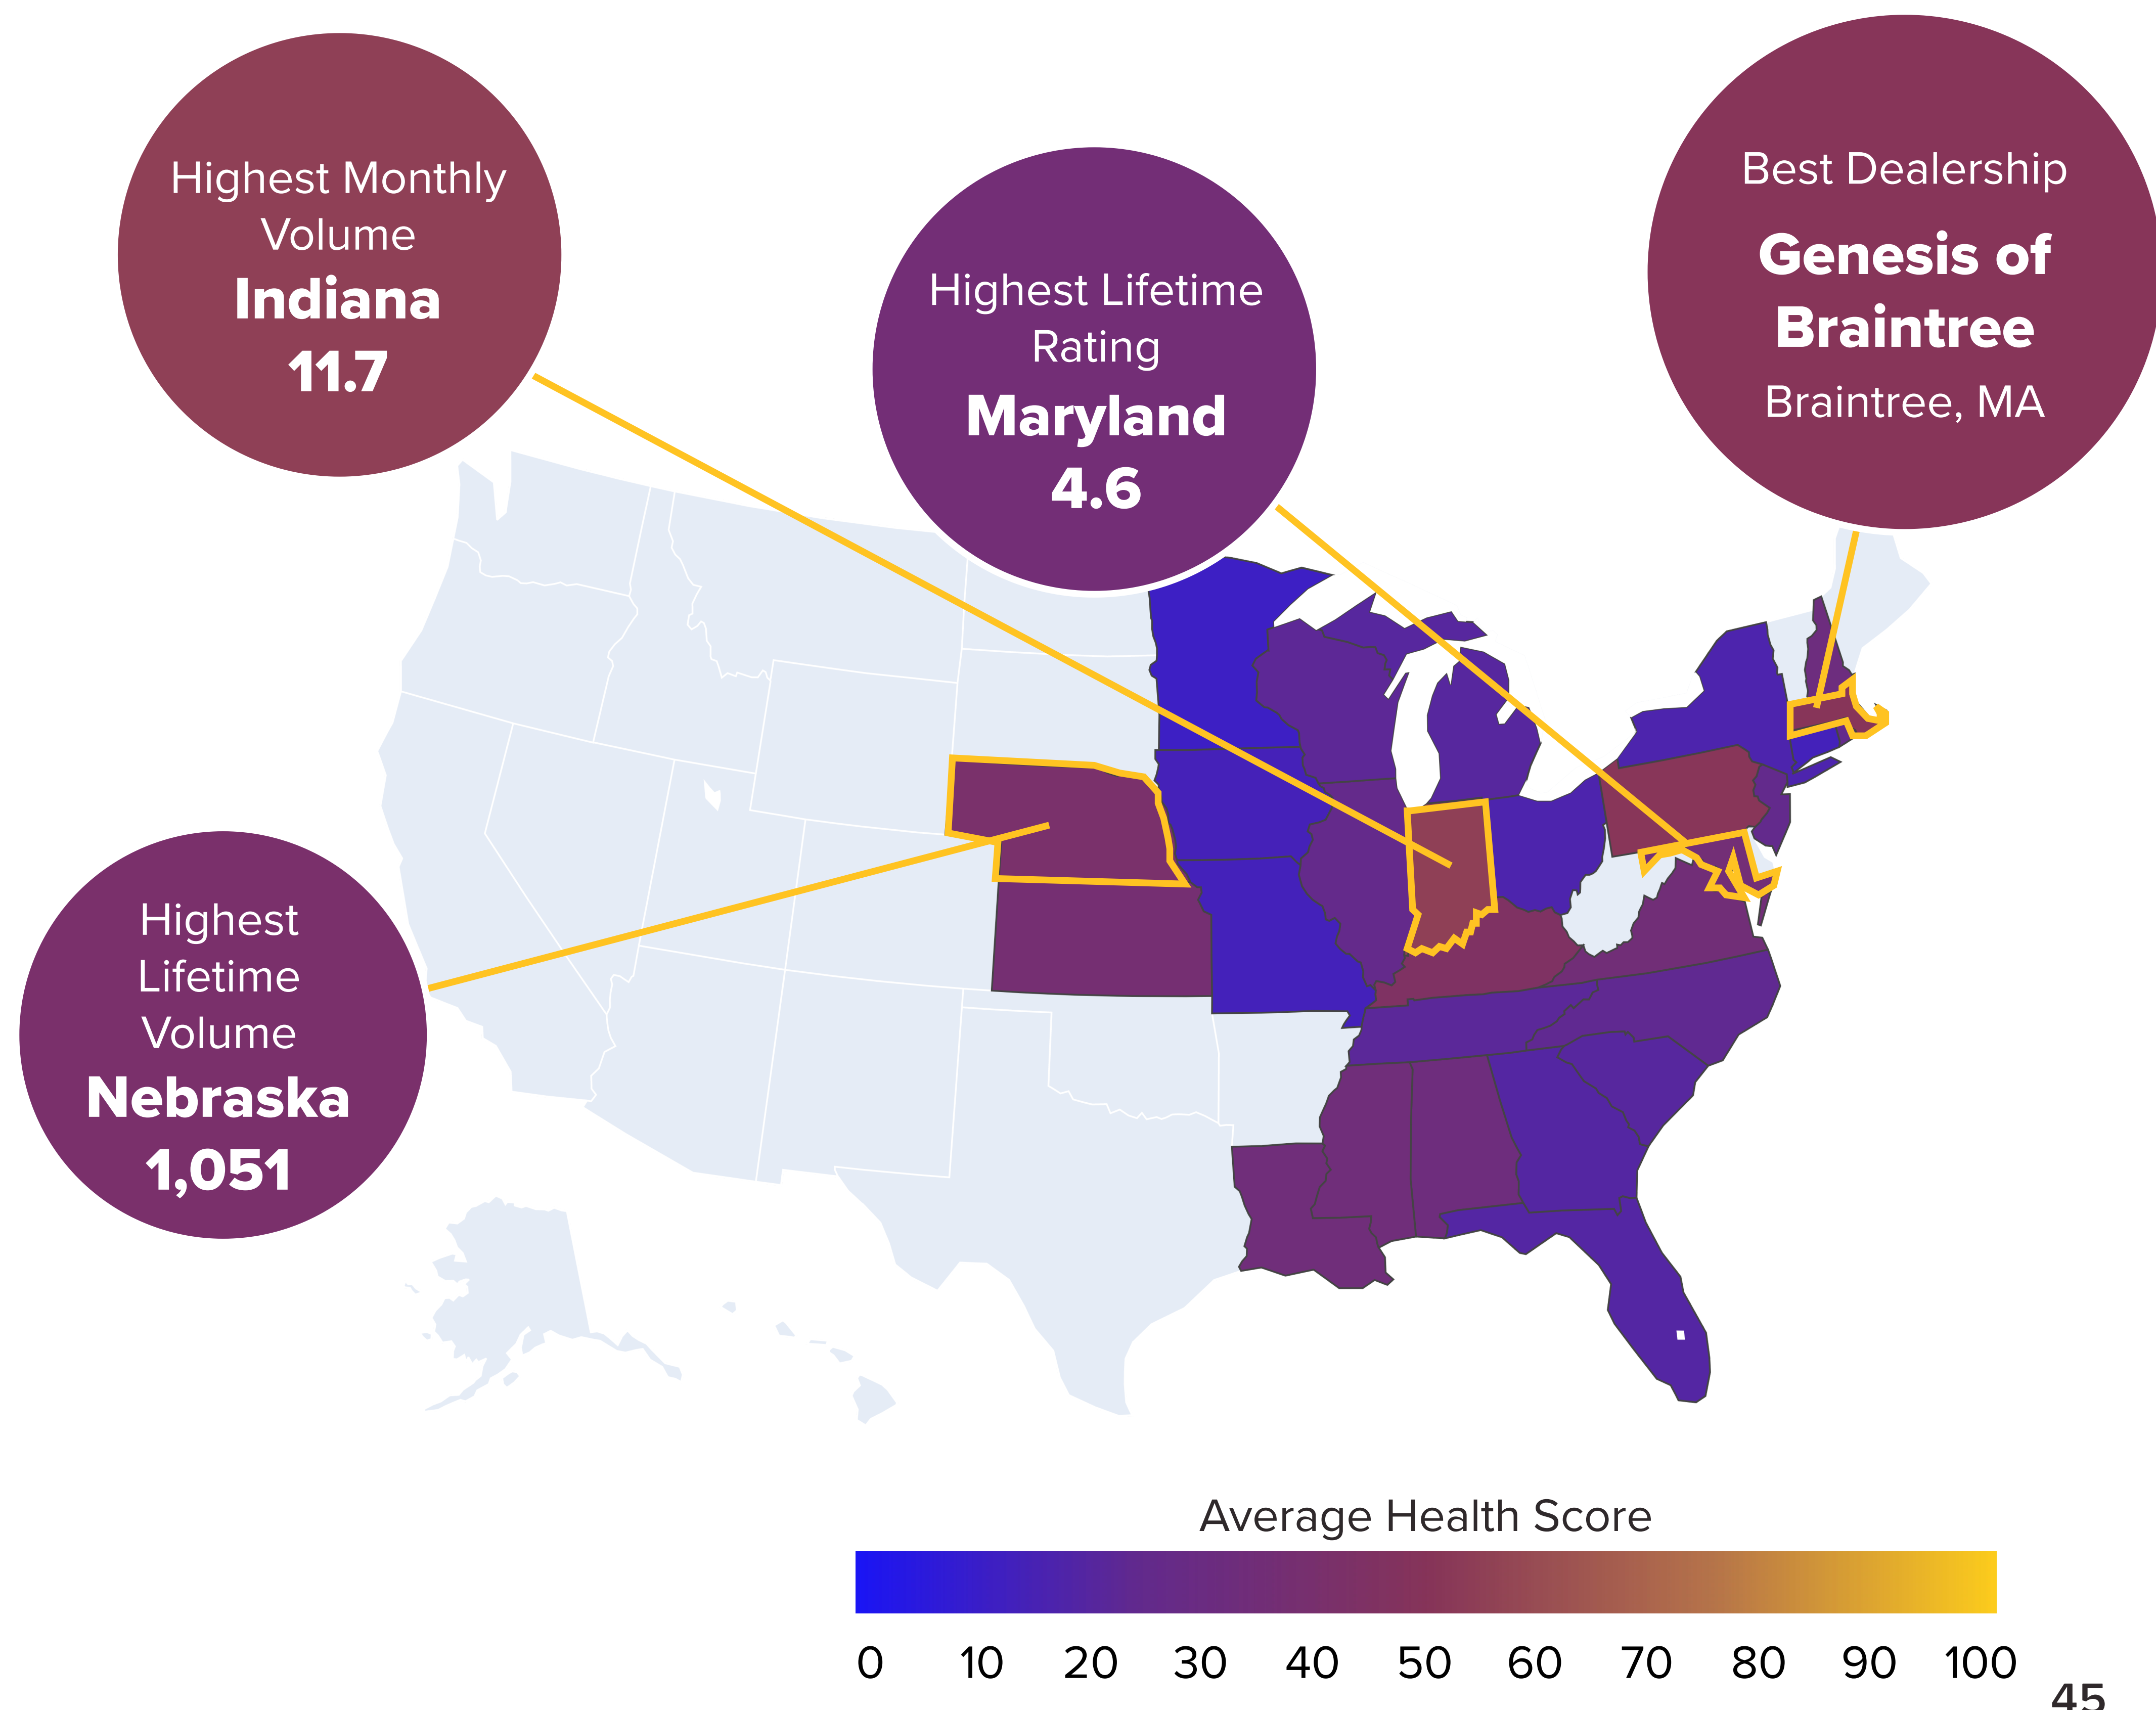 Highest Monthly
Volume
Indiana
11.7
Highest Lifetime
Rating
Maryland
4.6
Best Dealership
Genesis of
Braintree
Braintree, MA
Highest
Lifetime
Volume
Nebraska
1,051
Average Health Score
0 10 20 30 40 50 60 70 80 90 100
45